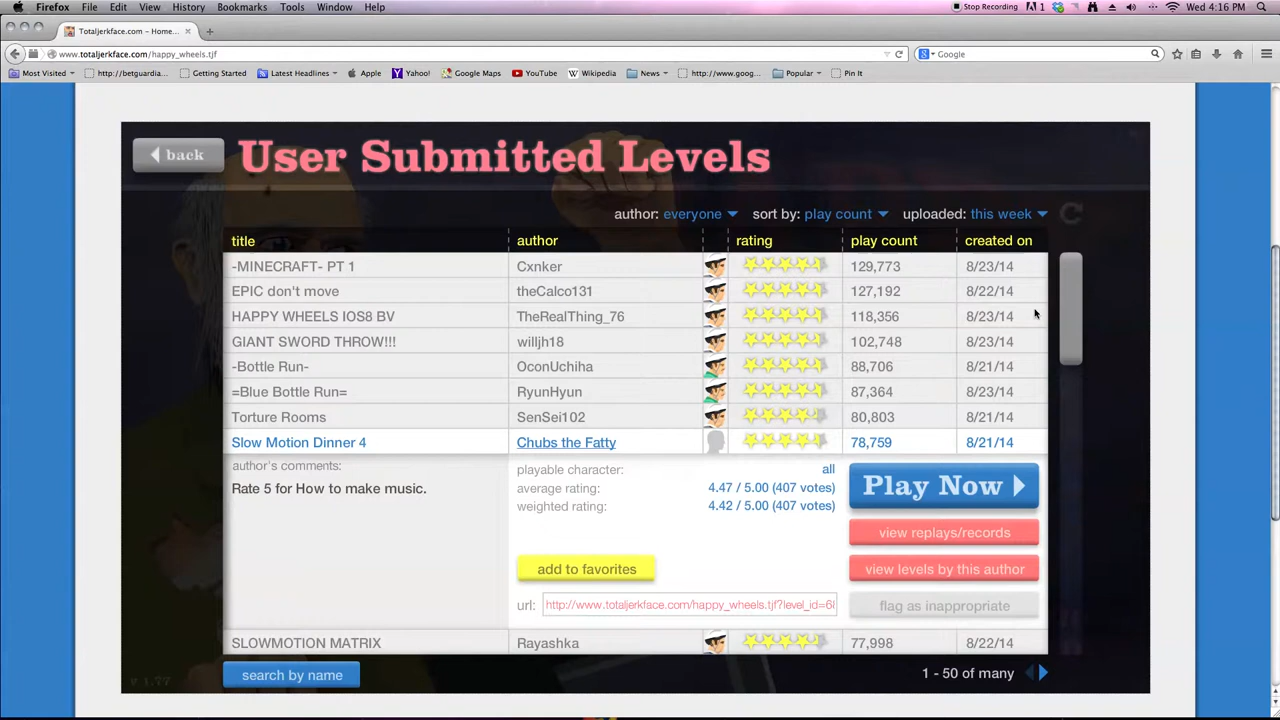 Firefox File Edit View History Bookmarks Tools Window Help Stop Recording 1 Wed 4:16 PM
Totaljerkface.com - Home...
www.totaljerkface.com/happy_wheels.tjf Google
Most Visited http://betguardia... Getting Started Latest Headlines Apple Yahoo! Google Maps YouTube Wikipedia News http://www.goog... Popular Pin It
back User Submitted Levels
author: everyone sort by: play count uploaded: this week
title author rating play count created on
-MINECRAFT- PT 1 Cxnker 129,773 8/23/14
EPIC don't move theCalco131 127,192 8/22/14
HAPPY WHEELS IOS8 BV TheRealThing_76 118,356 8/23/14
GIANT SWORD THROW!!! willjh18 102,748 8/23/14
-Bottle Run- OconUchiha 88,706 8/21/14
=Blue Bottle Run= RyunHyun 87,364 8/23/14
Torture Rooms SenSei102 80,803 8/21/14
Slow Motion Dinner 4 Chubs the Fatty 78,759 8/21/14
author's comments: playable character: all
Rate 5 for How to make music. average rating: 4.47 / 5.00 (407 votes) Play Now
weighted rating: 4.42 / 5.00 (407 votes)
view replays/records
add to favorites view levels by this author
url: http://www.totaljerkface.com/happy_wheels.tjf?level_id=6 flag as inappropriate
SLOWMOTION MATRIX Rayashka 77,998 8/22/14
search by name 1 - 50 of many
v 1.77